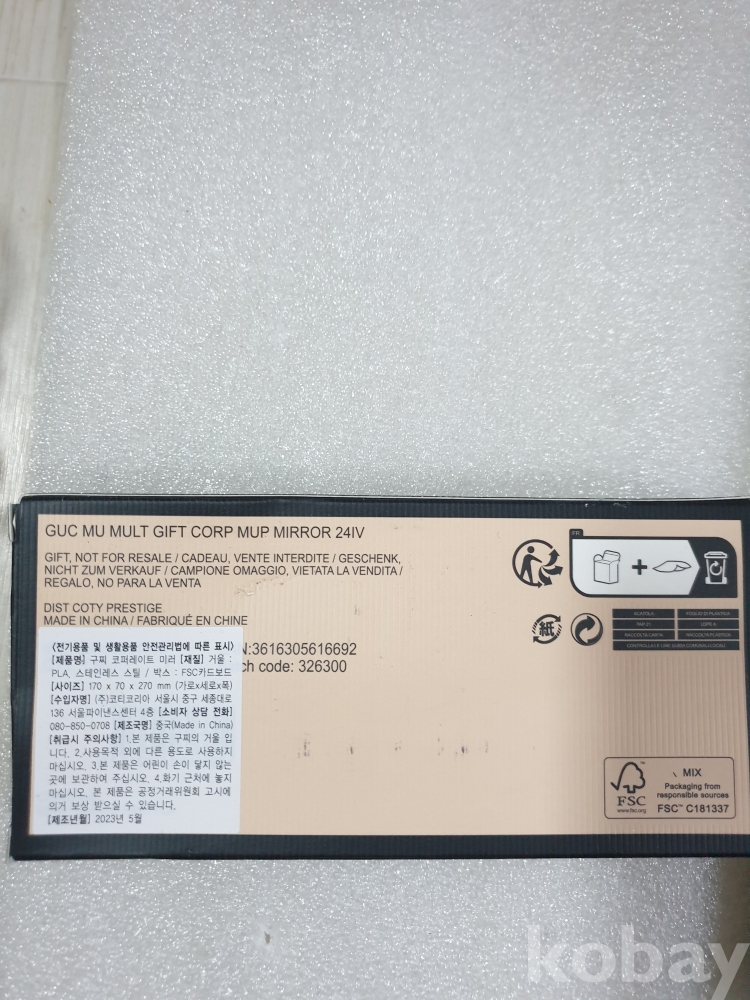 GUC MU MULT GIFT CORP MUP MIRROR 24IV
GIFT, NOT FOR RESALE / CADEAU, VENTE INTERDITE / GESCHENK,
NICHT ZUM VERKAUF / CAMPIONE OMAGGIO, VIETATA LA VENDITA /
REGALO, NO PARA LA VENTA
DIST COTY PRESTIGE
MADE IN CHINA / FABRIQUÉ EN CHINE
N:3616305616692
ch code: 326300
<전기용품 및 생활용품 안전관리법에 따른 표시>
[제품명] 구찌 코퍼레이트 미러 [재질] 거울 :
PLA, 스테인레스 스틸 / 박스 : FSC카드보드
[사이즈] 170 x 70 x 270 mm (가로x세로x폭)
[수입자명] (주)코티코리아 서울시 중구 세종대로
136 서울파이낸스센터 4층 [소비자 상담 전화]
080-850-0708 [제조국명] 중국(Made in China)
[취급시 주의사항] 1.본 제품은 구찌의 거울 입
니다. 2.사용목적 외에 다른 용도로 사용하지
마십시오. 3.본 제품은 어린이 손이 닿지 않는
곳에 보관하여 주십시오. 4.화기 근처에 놓지
마십시오. 본 제품은 공정거래위원회 고시에
의거 보상 받으실 수 있습니다.
[제조년월] 2023년 5월
FR
+
紙
プラ
RACCOLTA CARTA
RACCOLTA PLASTICA
FSC
www.fsc.org
MIX
Packaging from
responsible sources
FSC™ C181337
kobay